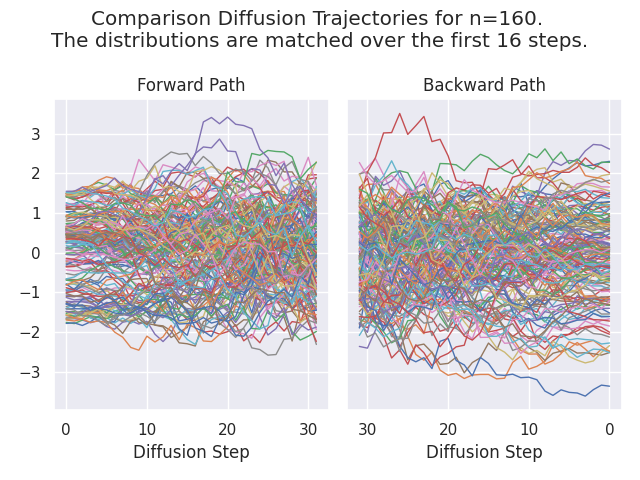 Comparison Diffusion Trajectories for n=160.
The distributions are matched over the first 16 steps.
Forward Path
Backward Path
3
2
1
0
−1
−2
−3
0 10 20 30
30 20 10 0
Diffusion Step
Diffusion Step